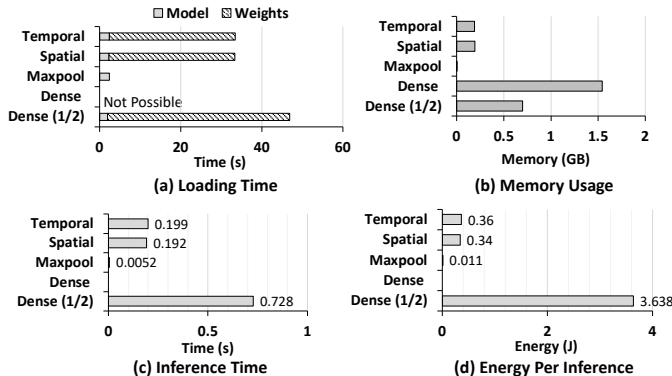 Model Weights
Temporal
Spatial
Maxpool
Dense
Not Possible
Dense (1/2)
0 20 40 60
Time (s)
(a) Loading Time
Temporal
Spatial
Maxpool
Dense
Dense (1/2)
0 0.5 1 1.5 2
Memory (GB)
(b) Memory Usage
Temporal 0.199
Spatial 0.192
Maxpool 0.0052
Dense
Dense (1/2) 0.728
0 0.5 1
Time (s)
(c) Inference Time
Temporal 0.36
Spatial 0.34
Maxpool 0.011
Dense
Dense (1/2) 3.638
0 2 4
Energy (J)
(d) Energy Per Inference